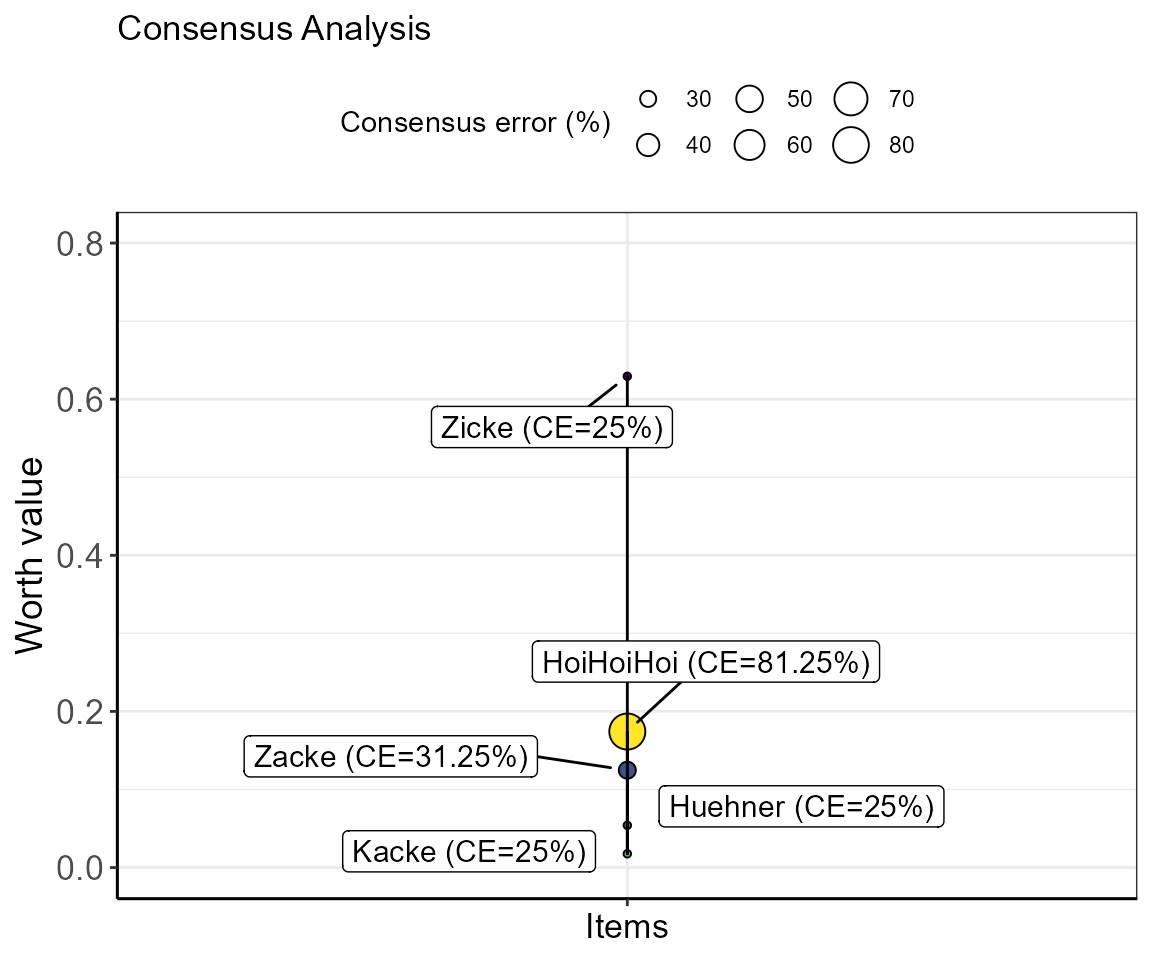 Consensus Analysis
Consensus error (%)
30 50 70
40 60 80
Worth value
0.8
0.6
Zicke (CE=25%)
0.4
HoiHoiHoi (CE=81.25%)
0.2
Zacke (CE=31.25%)
Huehner (CE=25%)
Kacke (CE=25%)
0.0
Items